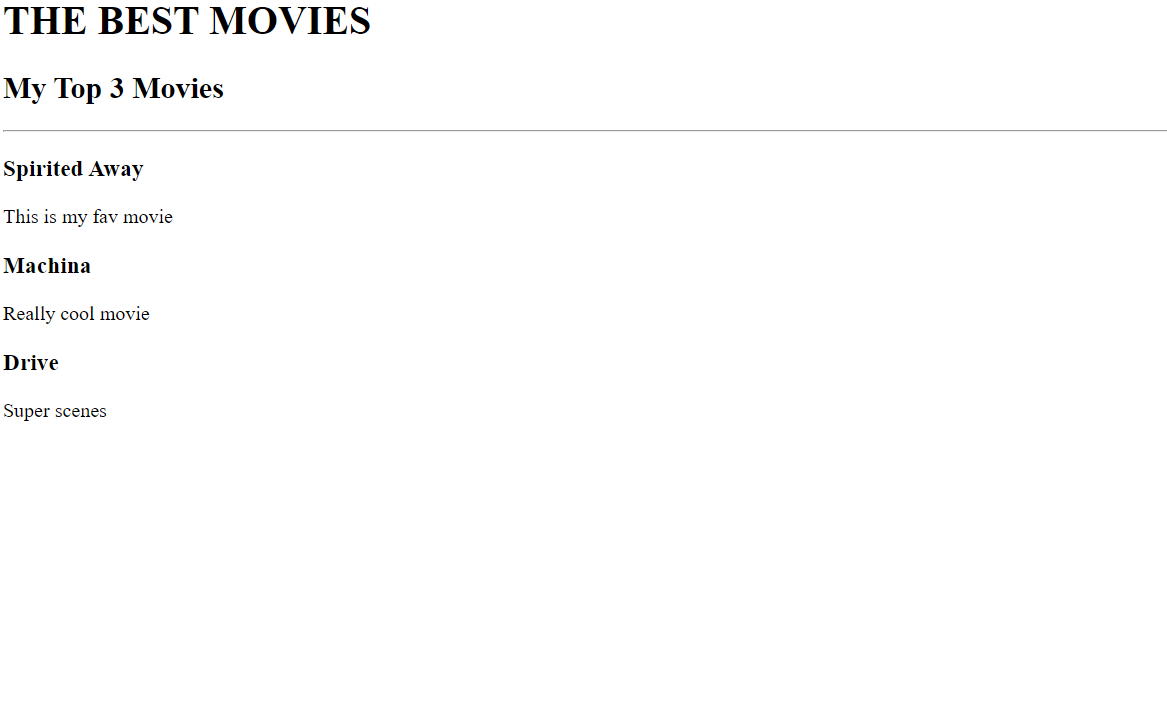 THE BEST MOVIES
My Top 3 Movies
Spirited Away
This is my fav movie
Machina
Really cool movie
Drive
Super scenes